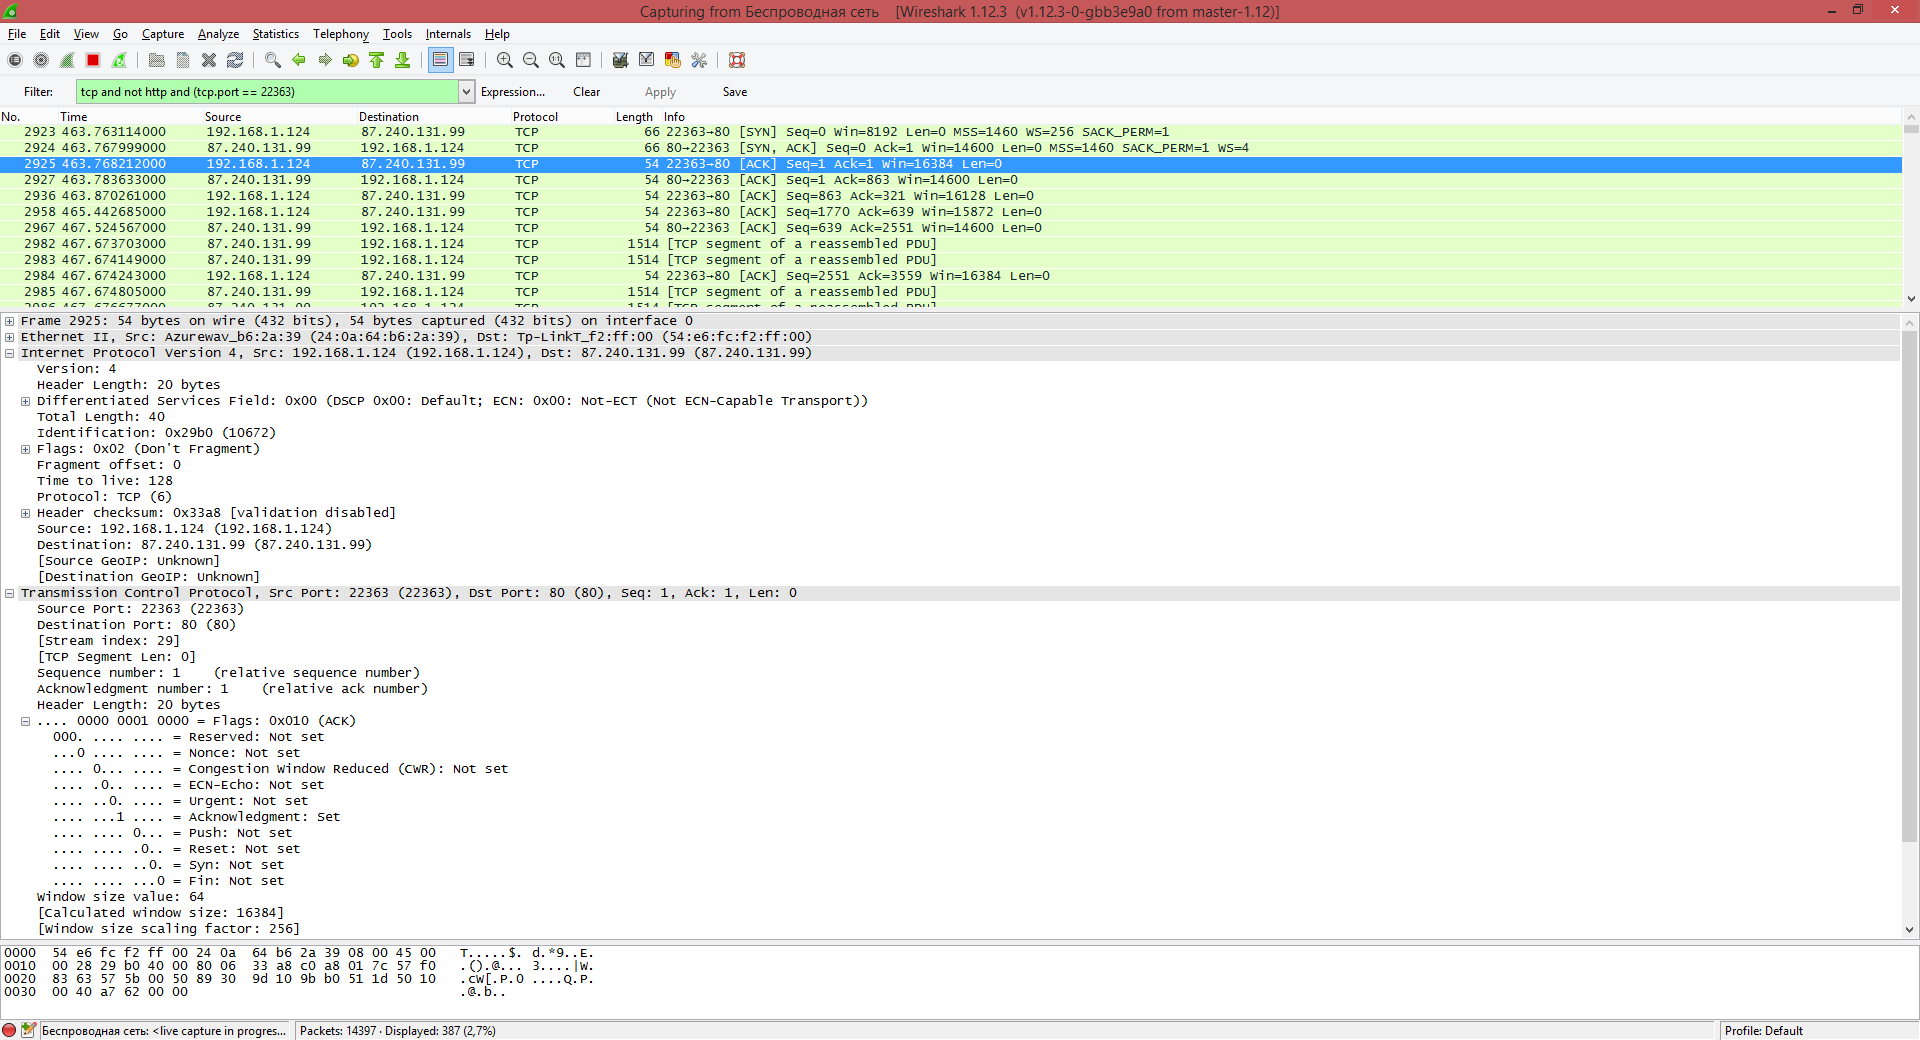 Capturing from Беспроводная сеть [Wireshark 1.12.3 (v1.12.3-0-gbb3e9a0 from master-1.12)]
File Edit View Go Capture Analyze Statistics Telephony Tools Internals Help
Filter: tcp and not http and (tcp.port == 22363) Expression... Clear Apply Save
No. Time Source Destination Protocol Length Info
2923 463.763114000 192.168.1.124 87.240.131.99 TCP 66 22363→80 [SYN] Seq=0 Win=8192 Len=0 MSS=1460 WS=256 SACK_PERM=1
2924 463.767999000 87.240.131.99 192.168.1.124 TCP 66 80→22363 [SYN, ACK] Seq=0 Ack=1 Win=14600 Len=0 MSS=1460 SACK_PERM=1 WS=4
2925 463.768212000 192.168.1.124 87.240.131.99 TCP 54 22363→80 [ACK] Seq=1 Ack=1 Win=16384 Len=0
2927 463.783633000 87.240.131.99 192.168.1.124 TCP 54 80→22363 [ACK] Seq=1 Ack=863 Win=14600 Len=0
2936 463.870261000 192.168.1.124 87.240.131.99 TCP 54 22363→80 [ACK] Seq=863 Ack=321 Win=16128 Len=0
2958 465.442685000 192.168.1.124 87.240.131.99 TCP 54 22363→80 [ACK] Seq=1770 Ack=639 Win=15872 Len=0
2967 467.524567000 87.240.131.99 192.168.1.124 TCP 54 80→22363 [ACK] Seq=639 Ack=2551 Win=14600 Len=0
2982 467.673703000 87.240.131.99 192.168.1.124 TCP 1514 [TCP segment of a reassembled PDU]
2983 467.674149000 87.240.131.99 192.168.1.124 TCP 1514 [TCP segment of a reassembled PDU]
2984 467.674243000 192.168.1.124 87.240.131.99 TCP 54 22363→80 [ACK] Seq=2551 Ack=3559 Win=16384 Len=0
2985 467.674805000 87.240.131.99 192.168.1.124 TCP 1514 [TCP segment of a reassembled PDU]
2986 467.676677000 87.240.131.99 192.168.1.124 TCP 1514 [TCP segment of a reassembled PDU]
Frame 2925: 54 bytes on wire (432 bits), 54 bytes captured (432 bits) on interface 0
Ethernet II, Src: Azurewav_b6:2a:39 (24:0a:64:b6:2a:39), Dst: Tp-LinkT_f2:ff:00 (54:e6:fc:f2:ff:00)
Internet Protocol Version 4, Src: 192.168.1.124 (192.168.1.124), Dst: 87.240.131.99 (87.240.131.99)
Version: 4
Header Length: 20 bytes
Differentiated Services Field: 0x00 (DSCP 0x00: Default; ECN: 0x00: Not-ECT (Not ECN-Capable Transport))
Total Length: 40
Identification: 0x29b0 (10672)
Flags: 0x02 (Don't Fragment)
Fragment offset: 0
Time to live: 128
Protocol: TCP (6)
Header checksum: 0x33a8 [validation disabled]
Source: 192.168.1.124 (192.168.1.124)
Destination: 87.240.131.99 (87.240.131.99)
[Source GeoIP: Unknown]
[Destination GeoIP: Unknown]
Transmission Control Protocol, Src Port: 22363 (22363), Dst Port: 80 (80), Seq: 1, Ack: 1, Len: 0
Source Port: 22363 (22363)
Destination Port: 80 (80)
[Stream index: 29]
[TCP Segment Len: 0]
Sequence number: 1 (relative sequence number)
Acknowledgment number: 1 (relative ack number)
Header Length: 20 bytes
.... 0000 0001 0000 = Flags: 0x010 (ACK)
000. .... .... = Reserved: Not set
...0 .... .... = Nonce: Not set
.... 0... .... = Congestion Window Reduced (CWR): Not set
.... .0.. .... = ECN-Echo: Not set
.... ..0. .... = Urgent: Not set
.... ...1 .... = Acknowledgment: Set
.... .... 0... = Push: Not set
.... .... .0.. = Reset: Not set
.... .... ..0. = Syn: Not set
.... .... ...0 = Fin: Not set
Window size value: 64
[Calculated window size: 16384]
[Window size scaling factor: 256]
0000 54 e6 fc f2 ff 00 24 0a 64 b6 2a 39 08 00 45 00 T.....$. d.*9..E.
0010 00 28 29 b0 40 00 80 06 33 a8 c0 a8 01 7c 57 f0 .().@... 3....|W.
0020 83 63 57 5b 00 50 89 30 9d 10 9b b0 51 1d 50 10 .cW[.P.0 ....Q.P.
0030 00 40 a7 62 00 00 .@.b..
Беспроводная сеть: <live capture in progres... Packets: 14397 · Displayed: 387 (2,7%) Profile: Default